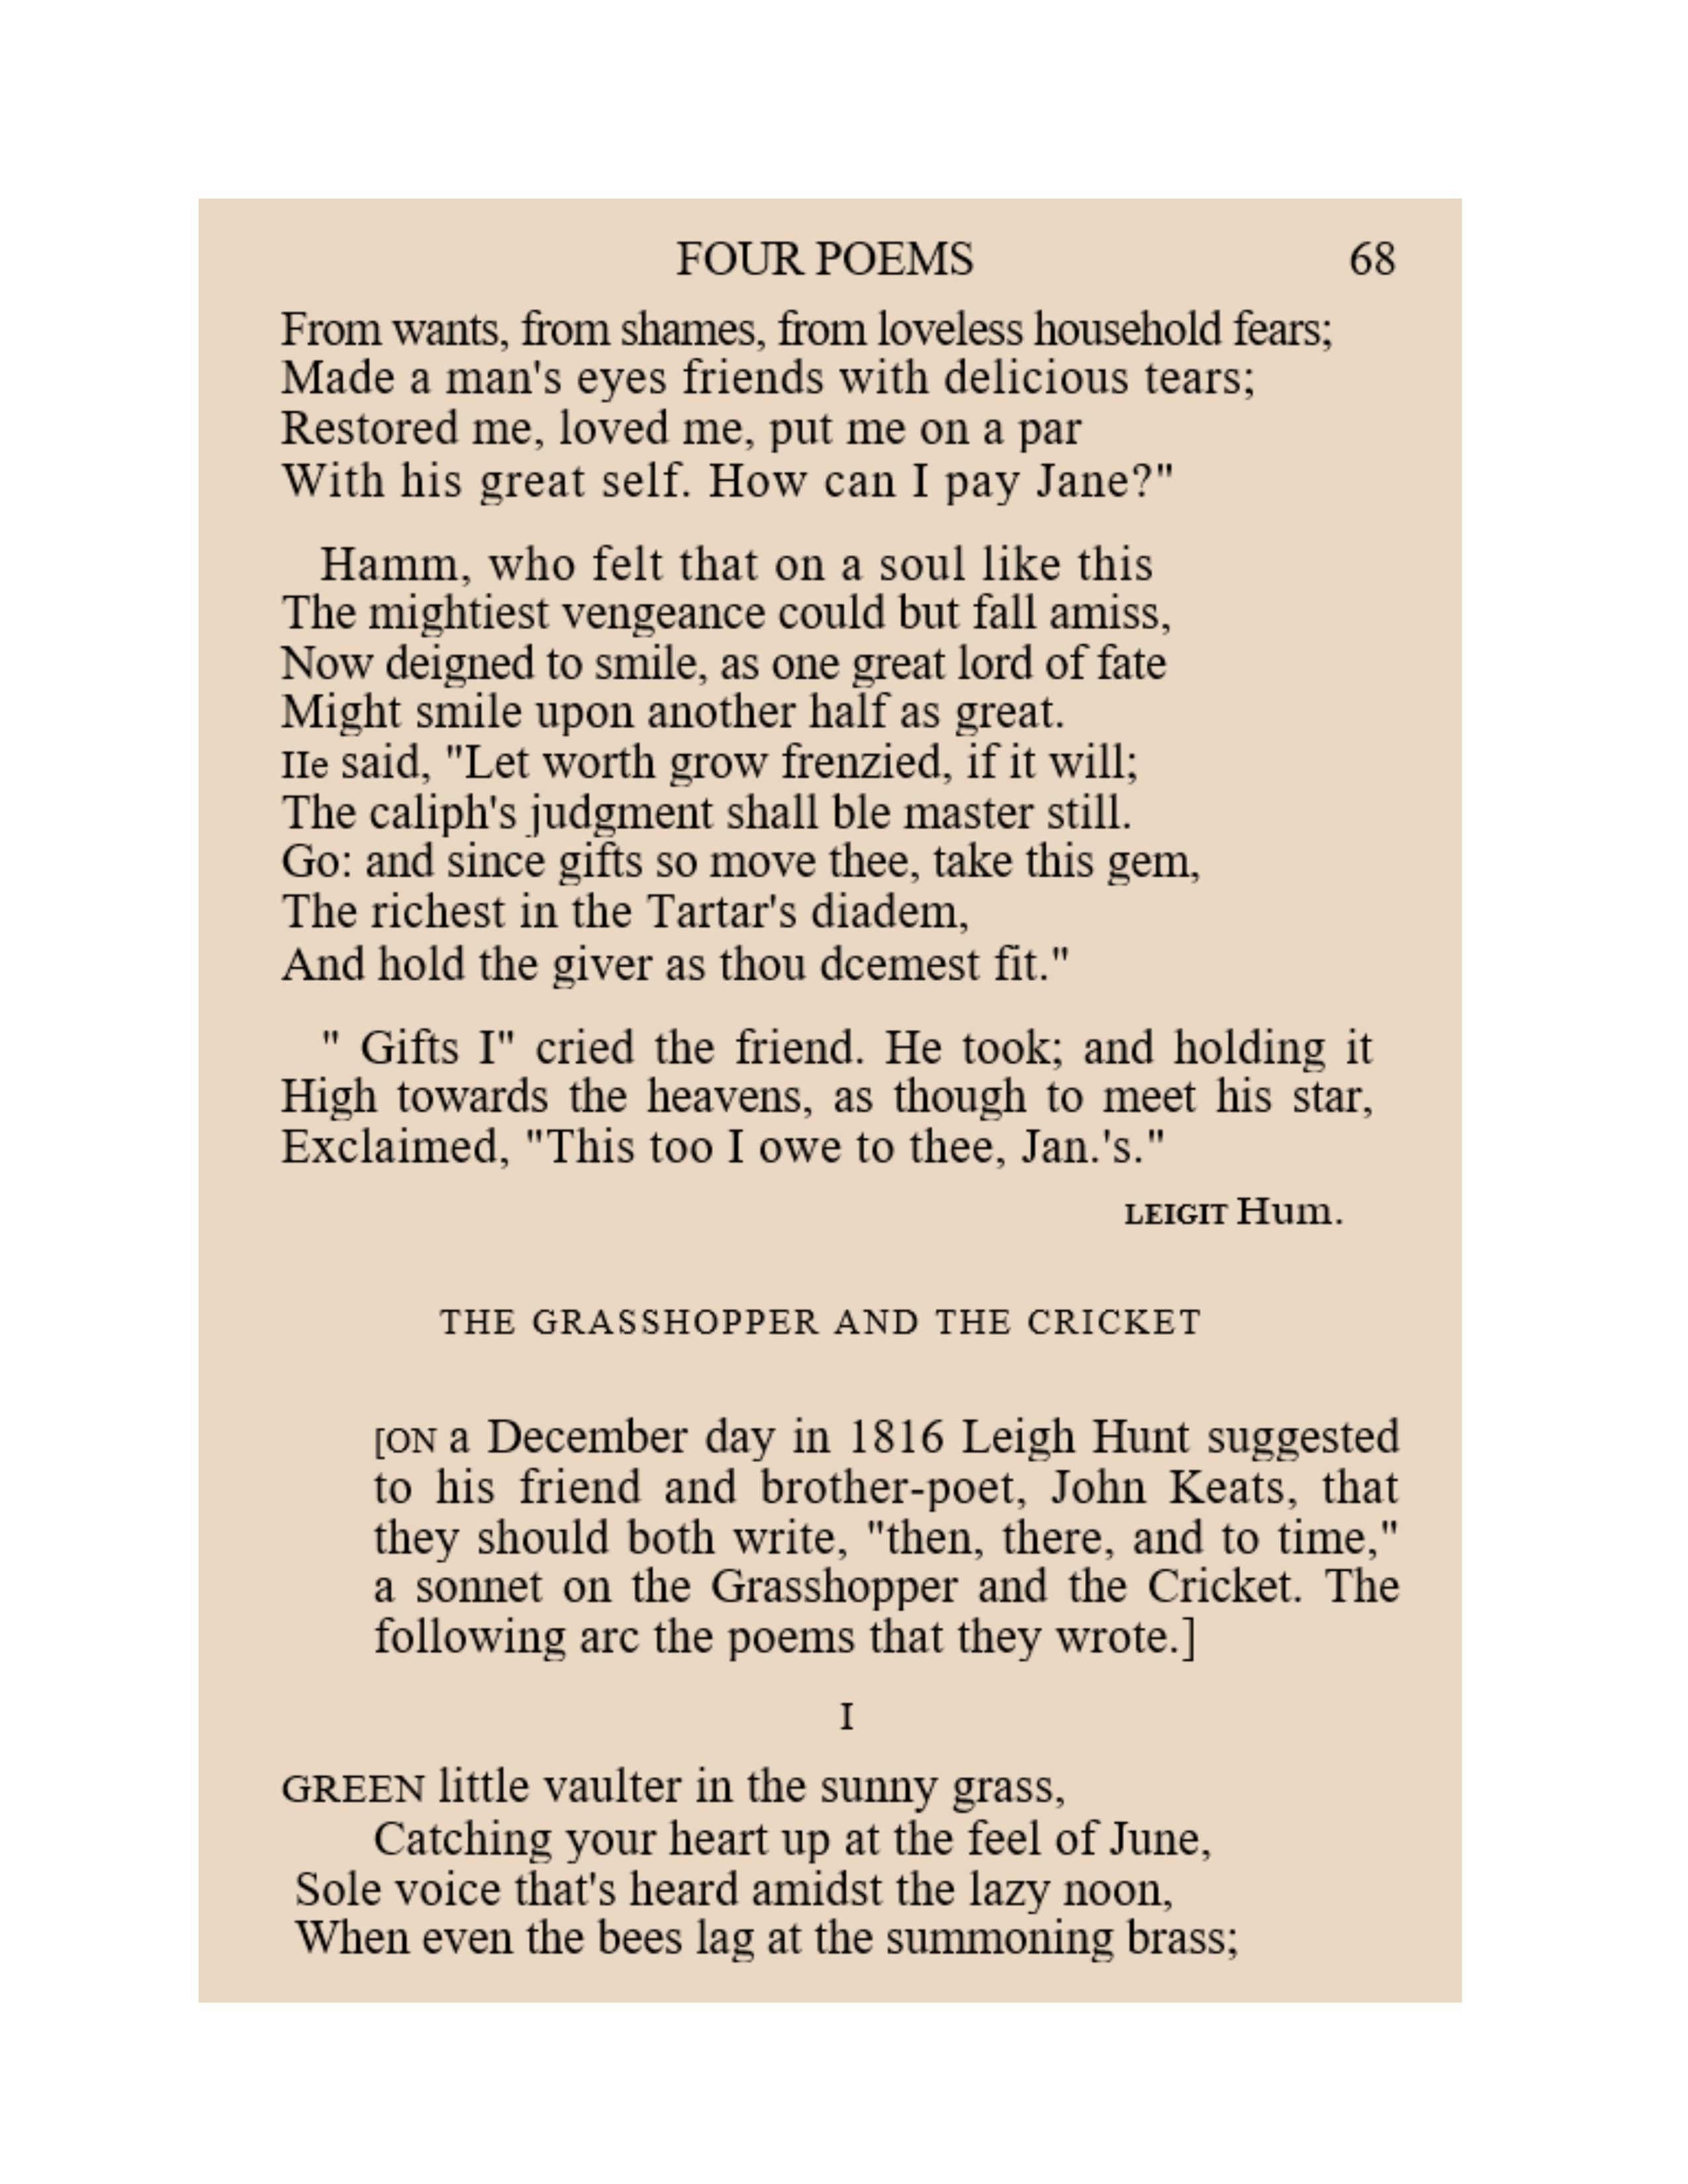 FOUR POEMS 68
From wants, from shames, from loveless household fears;
Made a man's eyes friends with delicious tears;
Restored me, loved me, put me on a par
With his great self. How can I pay Jane?"
Hamm, who felt that on a soul like this
The mightiest vengeance could but fall amiss,
Now deigned to smile, as one great lord of fate
Might smile upon another half as great.
IIe said, "Let worth grow frenzied, if it will;
The caliph's judgment shall ble master still.
Go: and since gifts so move thee, take this gem,
The richest in the Tartar's diadem,
And hold the giver as thou dcemest fit."
" Gifts I" cried the friend. He took; and holding it
High towards the heavens, as though to meet his star,
Exclaimed, "This too I owe to thee, Jan.'s."
LEIGIT Hum.
THE GRASSHOPPER AND THE CRICKET
[ON a December day in 1816 Leigh Hunt suggested
to his friend and brother-poet, John Keats, that
they should both write, "then, there, and to time,"
a sonnet on the Grasshopper and the Cricket. The
following arc the poems that they wrote.]
I
GREEN little vaulter in the sunny grass,
Catching your heart up at the feel of June,
Sole voice that's heard amidst the lazy noon,
When even the bees lag at the summoning brass;